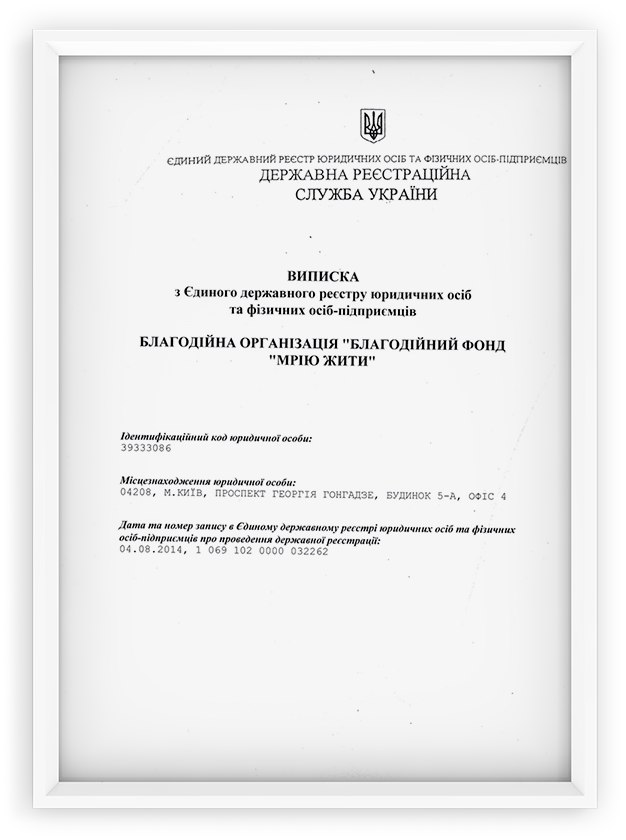 ЄДИНИЙ ДЕРЖАВНИЙ РЕЄСТР ЮРИДИЧНИХ ОСІБ ТА ФІЗИЧНИХ ОСІБ-ПІДПРИЄМЦІВ
ДЕРЖАВНА РЕЄСТРАЦІЙНА
СЛУЖБА УКРАЇНИ
ВИПИСКА
з Єдиного державного реєстру юридичних осіб
та фізичних осіб-підприємців
БЛАГОДІЙНА ОРГАНІЗАЦІЯ "БЛАГОДІЙНИЙ ФОНД
"МРІЮ ЖИТИ"
Ідентифікаційний код юридичної особи:
39333086
Місцезнаходження юридичної особи:
04208, М.КИЇВ, ПРОСПЕКТ ГЕОРГІЯ ГОНГАДЗЕ, БУДИНОК 5-А, ОФІС 4
Дата та номер запису в Єдиному державному реєстрі юридичних осіб та фізичних
осіб-підприємців про проведення державної реєстрації:
04.08.2014, 1 069 102 0000 032262